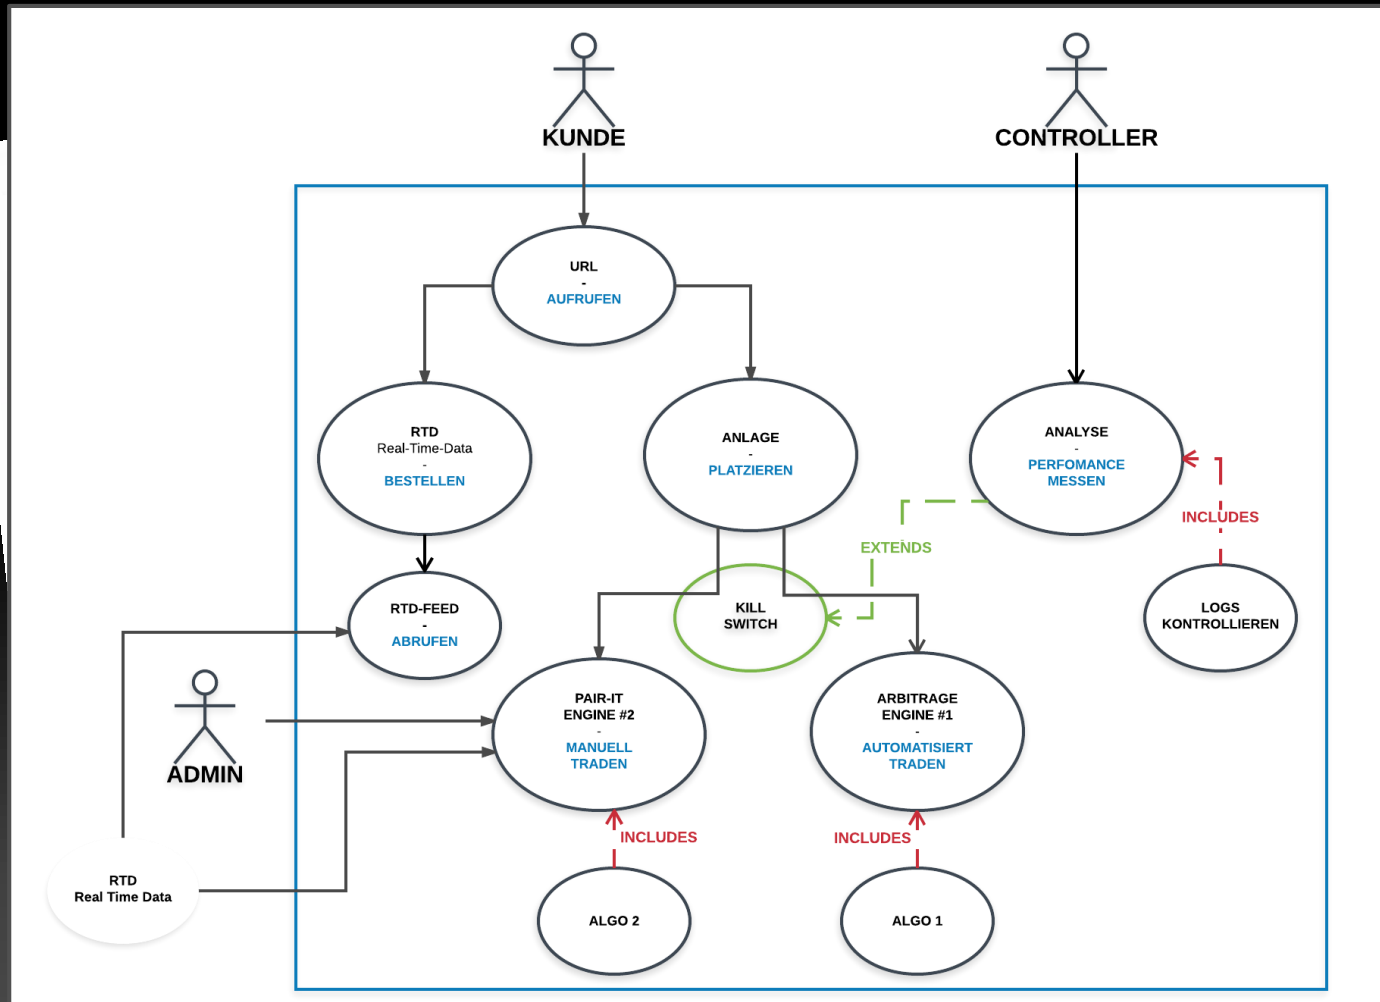 KUNDE
CONTROLLER
URL
-
AUFRUFEN
RTD
Real-Time-Data
-
BESTELLEN
ANLAGE
-
PLATZIEREN
ANALYSE
-
PERFOMANCE
MESSEN
INCLUDES
EXTENDS
RTD-FEED
-
ABRUFEN
KILL
SWITCH
LOGS
KONTROLLIEREN
ADMIN
PAIR-IT
ENGINE #2
-
MANUELL
TRADEN
ARBITRAGE
ENGINE #1
-
AUTOMATISIERT
TRADEN
INCLUDES
INCLUDES
RTD
Real Time Data
ALGO 2
ALGO 1